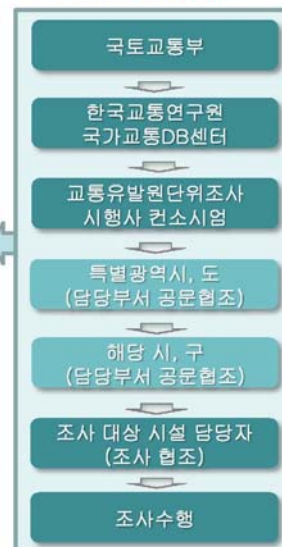 국토교통부
한국교통연구원
국가교통DB센터
교통유발원단위조사
시행사 컨소시엄
특별광역시, 도
(담당부서 공문협조)
해당 시, 구
(담당부서 공문협조)
조사 대상 시설 담당자
(조사 협조)
조사수행